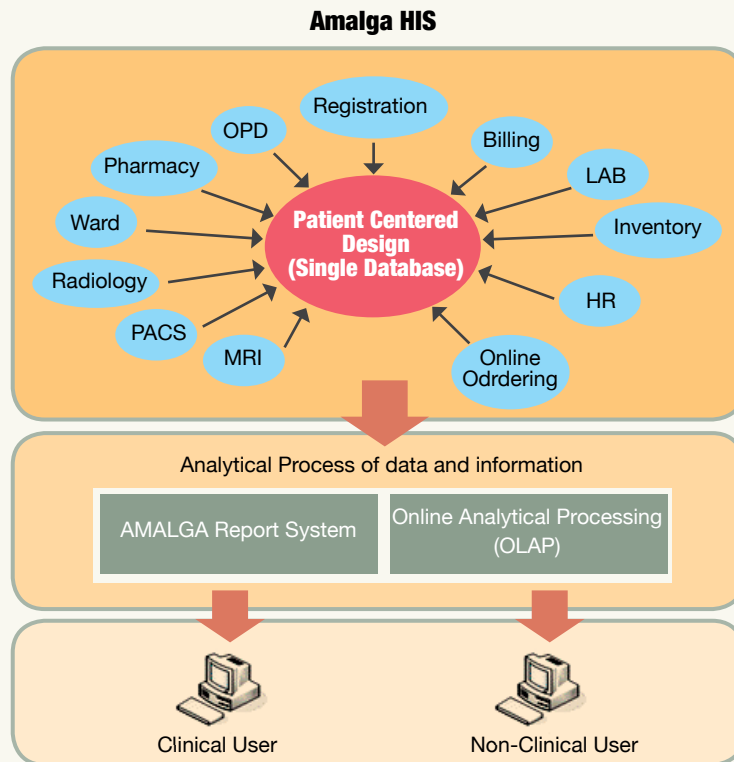 Amalga HIS
Registration
OPD
Billing
Pharmacy
LAB
Ward
Patient Centered
Design
(Single Database)
Inventory
Radiology
HR
PACS
MRI
Online
Odrdering
Analytical Process of data and information
AMALGA Report System
Online Analytical Processing
(OLAP)
Clinical User
Non-Clinical User